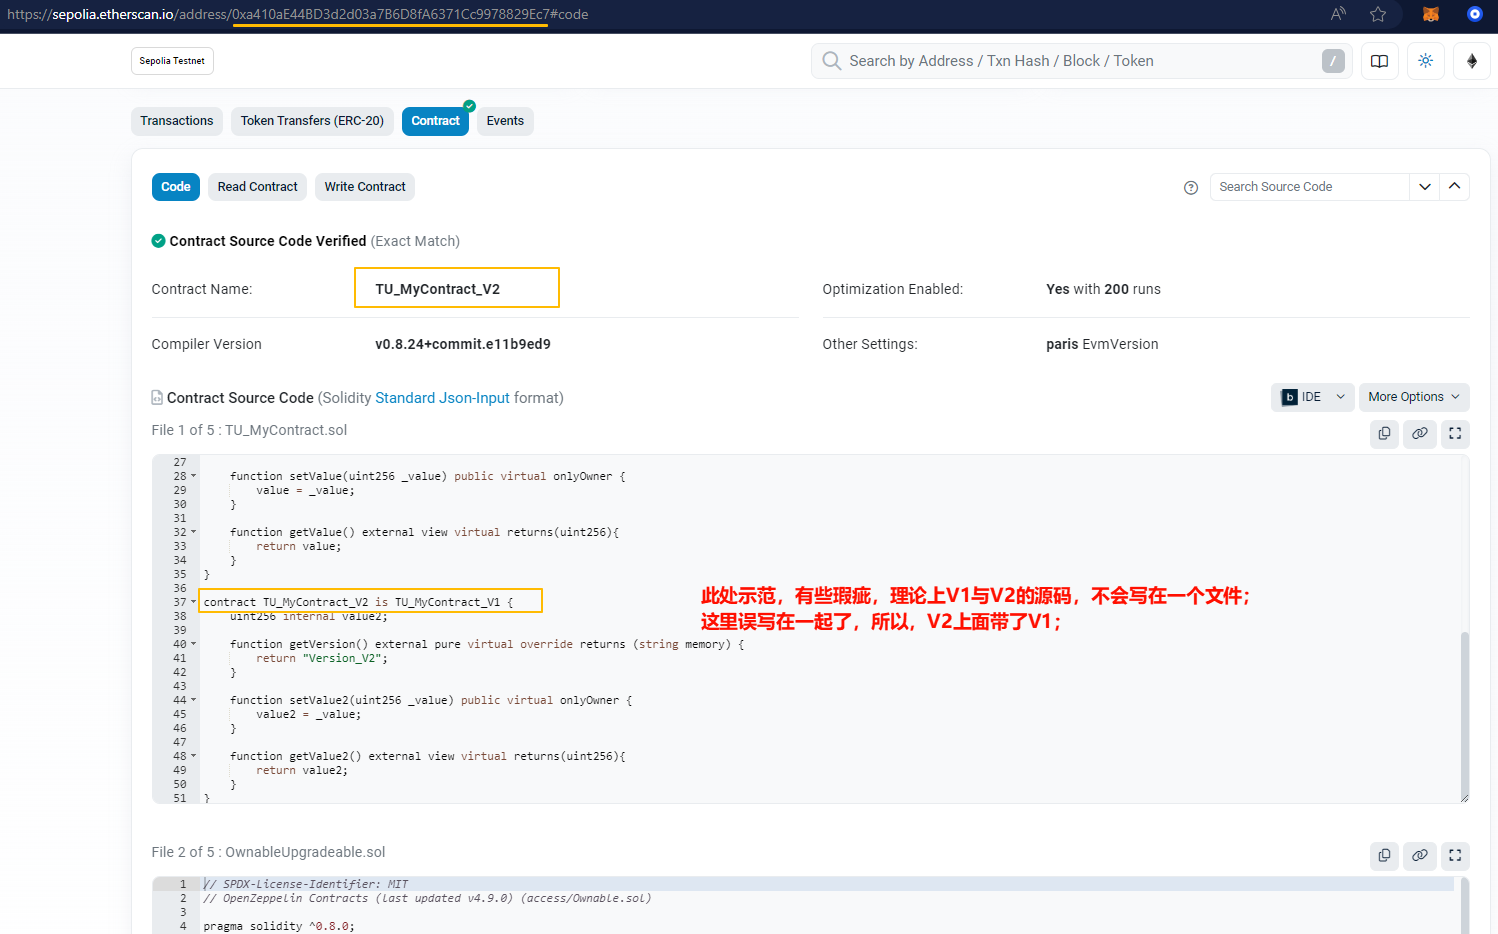 https://sepolia.etherscan.io/address/0xa410aE44BD3d2d03a7B6D8fA6371Cc9978829Ec7#code
Sepolia Testnet
Search by Address / Txn Hash / Block / Token
/
Transactions
Token Transfers (ERC-20)
Contract
Events
Code
Read Contract
Write Contract
Search Source Code
Contract Source Code Verified (Exact Match)
Contract Name:
TU_MyContract_V2
Optimization Enabled:
Yes with 200 runs
Compiler Version
v0.8.24+commit.e11b9ed9
Other Settings:
paris EvmVersion
Contract Source Code (Solidity Standard Json-Input format)
IDE
More Options
File 1 of 5 : TU_MyContract.sol
27
28 function setValue(uint256 _value) public virtual onlyOwner {
29 value = _value;
30 }
31
32 function getValue() external view virtual returns(uint256){
33 return value;
34 }
35 }
36
37 contract TU_MyContract_V2 is TU_MyContract_V1 {
38 uint256 internal value2;
39
40 function getVersion() external pure virtual override returns (string memory) {
41 return "Version_V2";
42 }
43
44 function setValue2(uint256 _value) public virtual onlyOwner {
45 value2 = _value;
46 }
47
48 function getValue2() external view virtual returns(uint256){
49 return value2;
50 }
51 }
此处示范，有些瑕疵，理论上V1与V2的源码，不会写在一个文件；
这里误写在一起了，所以，V2上面带了V1；
File 2 of 5 : OwnableUpgradeable.sol
1 // SPDX-License-Identifier: MIT
2 // OpenZeppelin Contracts (last updated v4.9.0) (access/Ownable.sol)
3
4 pragma solidity ^0.8.0;